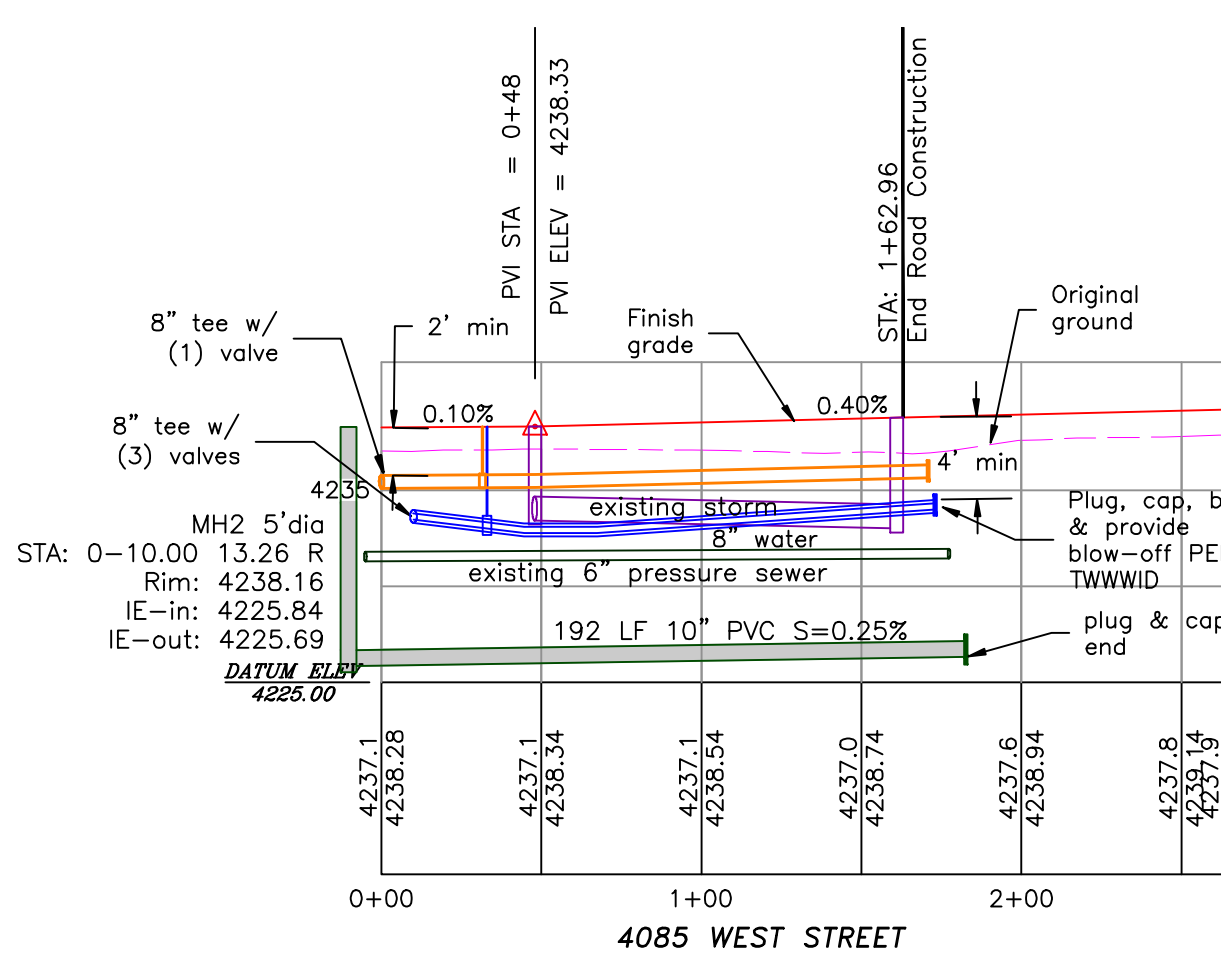 PVI STA = 0+48
PVI ELEV = 4238.33
STA: 1+62.96
End Road Construction
8" tee w/
(1) valve
2' min
Finish
grade
Original
ground
0.10%
0.40%
8" tee w/
(3) valves
4' min
4235
existing storm
Plug, cap, b
& provide
blow-off PE
TWWWID
MH2 5'dia
STA: 0-10.00 13.26 R
Rim: 4238.16
IE-in: 4225.84
IE-out: 4225.69
8" water
existing 6" pressure sewer
192 LF 10" PVC S=0.25%
plug & cap
end
DATUM ELEV
4225.00
4237.1
4238.28
4237.1
4238.34
4237.1
4238.54
4237.0
4238.74
4237.6
4238.94
4237.8
4239.14
4237.9
0+00
1+00
2+00
4085 WEST STREET